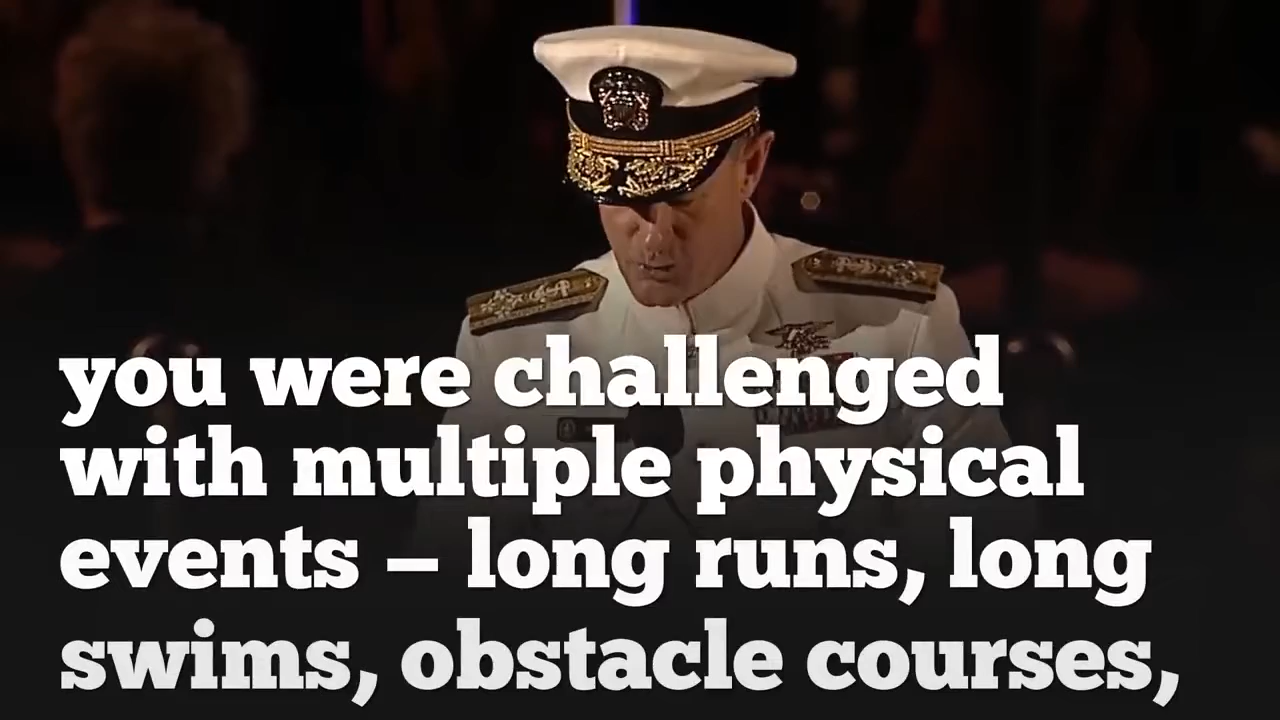 you were challenged
with multiple physical
events – long runs, long
swims, obstacle courses,